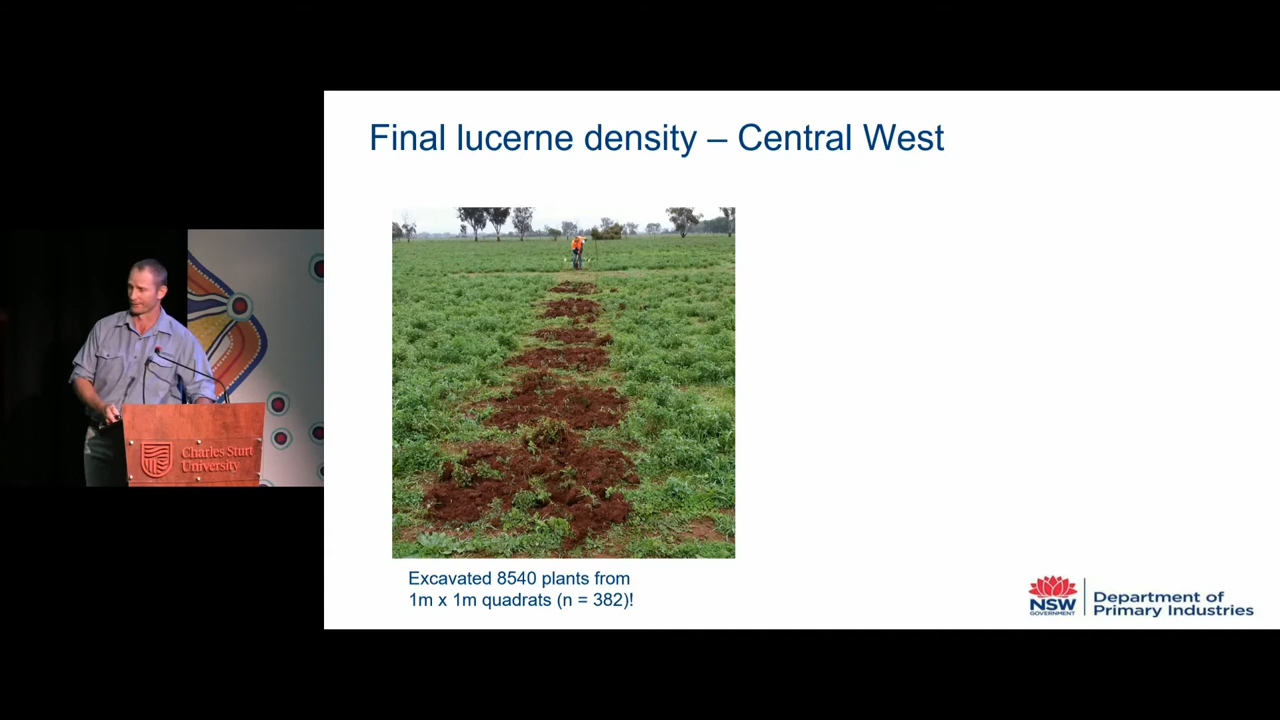 Final lucerne density – Central West
Charles Sturt
University
Excavated 8540 plants from
1m x 1m quadrats (n = 382)!
NSW
GOVERNMENT
Department of
Primary Industries